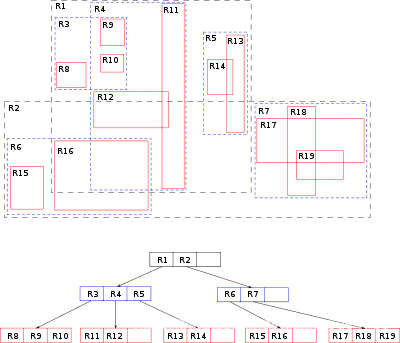 R1
R4
R11
R3
R9
R5
R13
R10
R8
R14
R12
R2
R7
R18
R17
R6
R16
R19
R15
R1 R2
R3 R4 R5
R6 R7
R8 R9 R10
R11 R12
R13 R14
R15 R16
R17 R18 R19